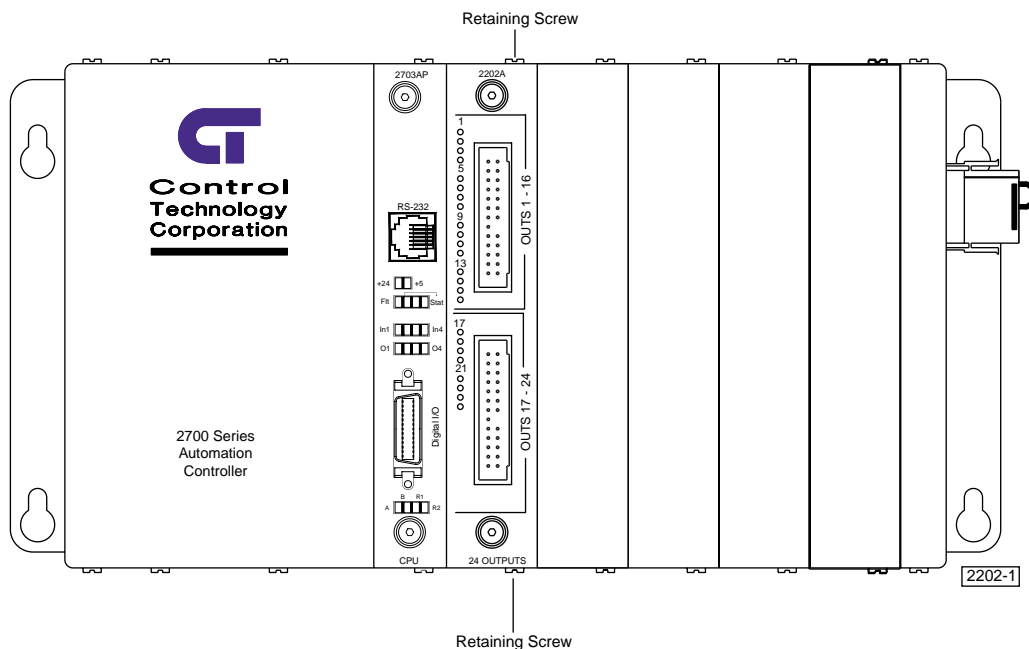 Retaining Screw
2703AP
2202A
CT
Control
Technology
Corporation
RS-232
+24 +5
Flt Stat
In1 In4
O1 O4
Digital I/O
B R1
A R2
CPU
1
5
9
13
OUTS 1 - 16
17
21
OUTS 17 - 24
24 OUTPUTS
2700 Series
Automation
Controller
2202-1
Retaining Screw